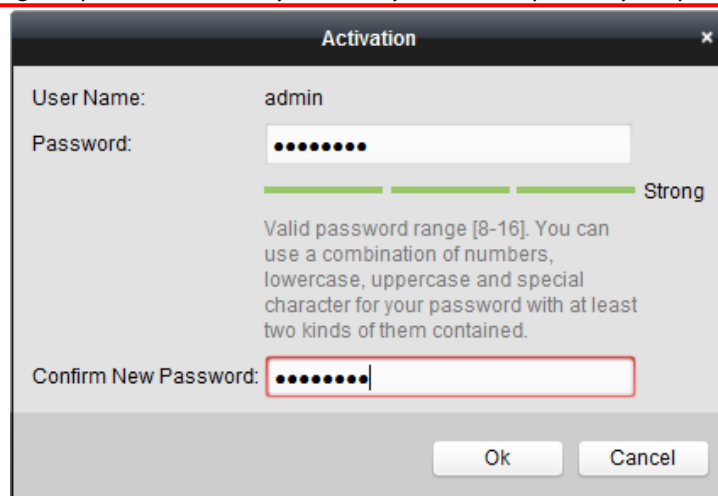 Activation ×
User Name: admin
Password: ●●●●●●●●
Strong
Valid password range [8-16]. You can
use a combination of numbers,
lowercase, uppercase and special
character for your password with at least
two kinds of them contained.
Confirm New Password: ●●●●●●●●
Ok Cancel